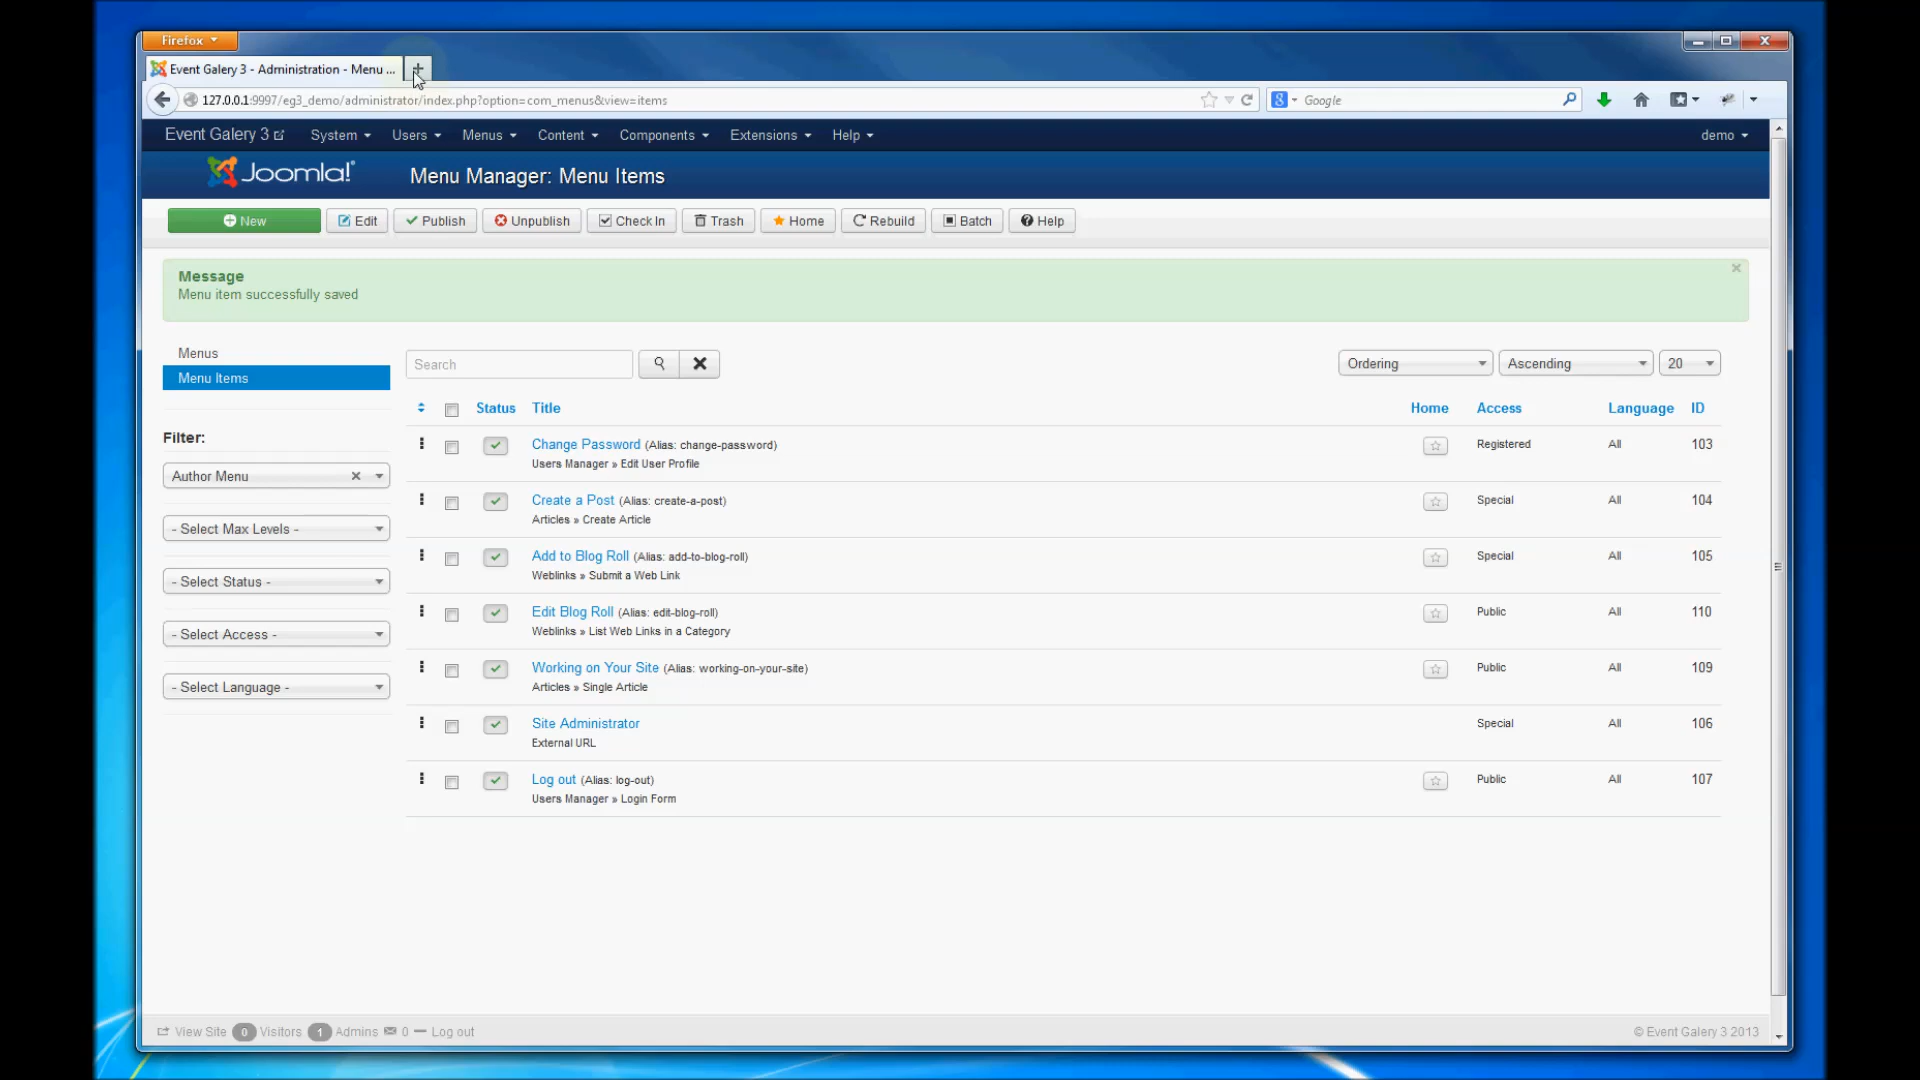 Firefox
Event Galery 3 - Administration - Menu ...
127.0.0.1:9997/eg3_demo/administrator/index.php?option=com_menus&view=items
Google
Event Galery 3 System Users Menus Content Components Extensions Help demo
Joomla!
Menu Manager: Menu Items
New Edit Publish Unpublish Check In Trash Home Rebuild Batch Help
Message
Menu item successfully saved
Menus
Menu Items
Filter:
Author Menu
- Select Max Levels -
- Select Status -
- Select Access -
- Select Language -
Search Ordering Ascending 20
Status Title Home Access Language ID
Change Password (Alias: change-password) Registered All 103
Users Manager » Edit User Profile
Create a Post (Alias: create-a-post) Special All 104
Articles » Create Article
Add to Blog Roll (Alias: add-to-blog-roll) Special All 105
Weblinks » Submit a Web Link
Edit Blog Roll (Alias: edit-blog-roll) Public All 110
Weblinks » List Web Links in a Category
Working on Your Site (Alias: working-on-your-site) Public All 109
Articles » Single Article
Site Administrator Special All 106
External URL
Log out (Alias: log-out) Public All 107
Users Manager » Login Form
View Site 0 Visitors 1 Admins 0 Log out
© Event Galery 3 2013